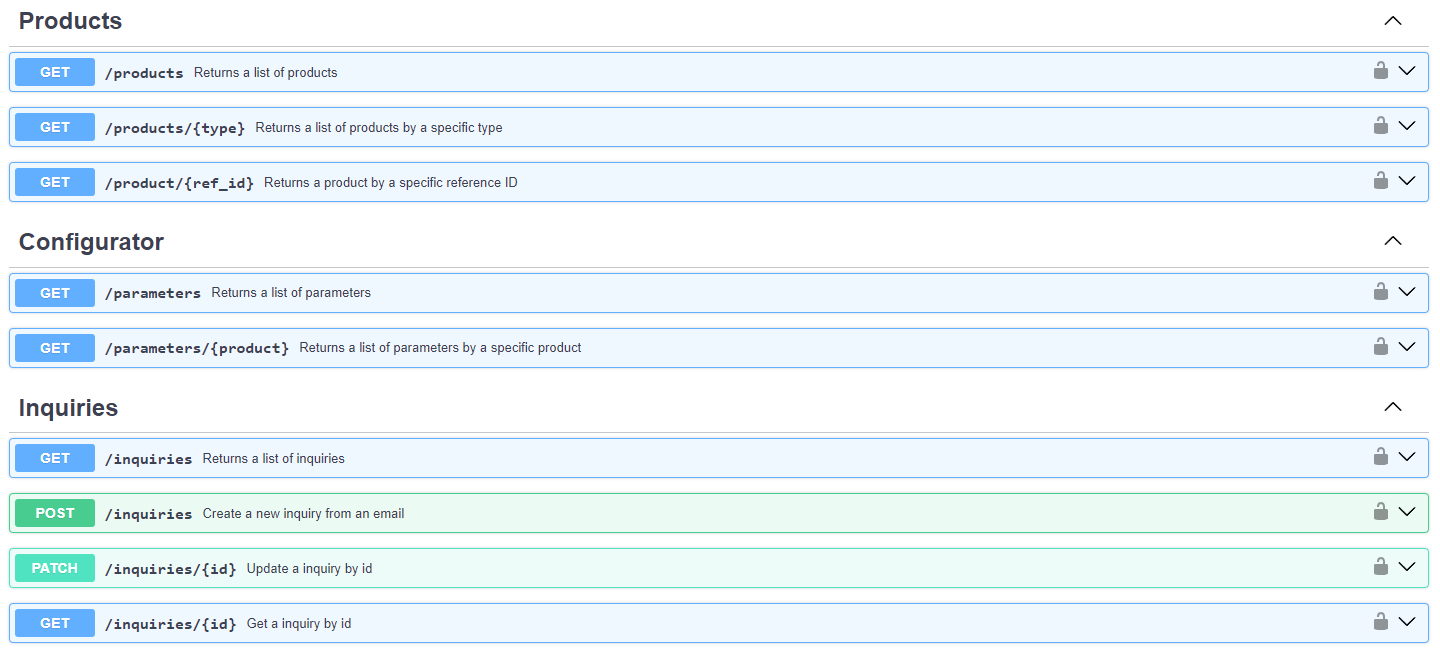 Products
GET /products Returns a list of products
GET /products/{type} Returns a list of products by a specific type
GET /product/{ref_id} Returns a product by a specific reference ID
Configurator
GET /parameters Returns a list of parameters
GET /parameters/{product} Returns a list of parameters by a specific product
Inquiries
GET /inquiries Returns a list of inquiries
POST /inquiries Create a new inquiry from an email
PATCH /inquiries/{id} Update a inquiry by id
GET /inquiries/{id} Get a inquiry by id